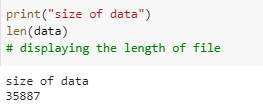 print("size of data")
len(data)
# displaying the length of file
size of data
35887